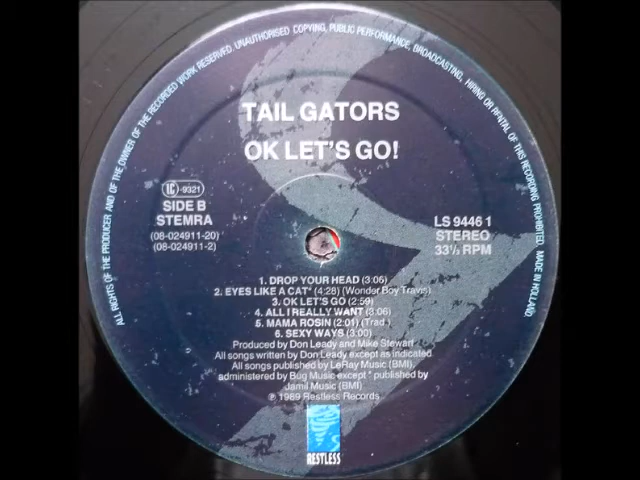 ALL RIGHTS OF THE PRODUCER AND OF THE OWNER OF THE RECORDED WORK RESERVED. UNAUTHORISED COPYING, PUBLIC PERFORMANCE, BROADCASTING, HIRING OR RENTAL OF THIS RECORDING PROHIBITED. MADE IN HOLLAND.
TAIL GATORS
OK LET'S GO!
LC -9321
SIDE B
STEMRA
(08-024911-20)
(08-024911-2)
LS 9446 1
STEREO
33⅓ RPM
1. DROP YOUR HEAD (3:06)
2. EYES LIKE A CAT* (4:28) (Wonder Boy Travis)
3. OK LET'S GO (2:59)
4. ALL I REALLY WANT (3:06)
5. MAMA ROSIN (2:01) (Trad.)
6. SEXY WAYS (3:00)
Produced by Don Leady and Mike Stewart
All songs written by Don Leady except as indicated.
All songs published by LeRay Music (BMI),
administered by Bug Music except * published by
Jamil Music (BMI)
℗ 1989 Restless Records
RESTLESS